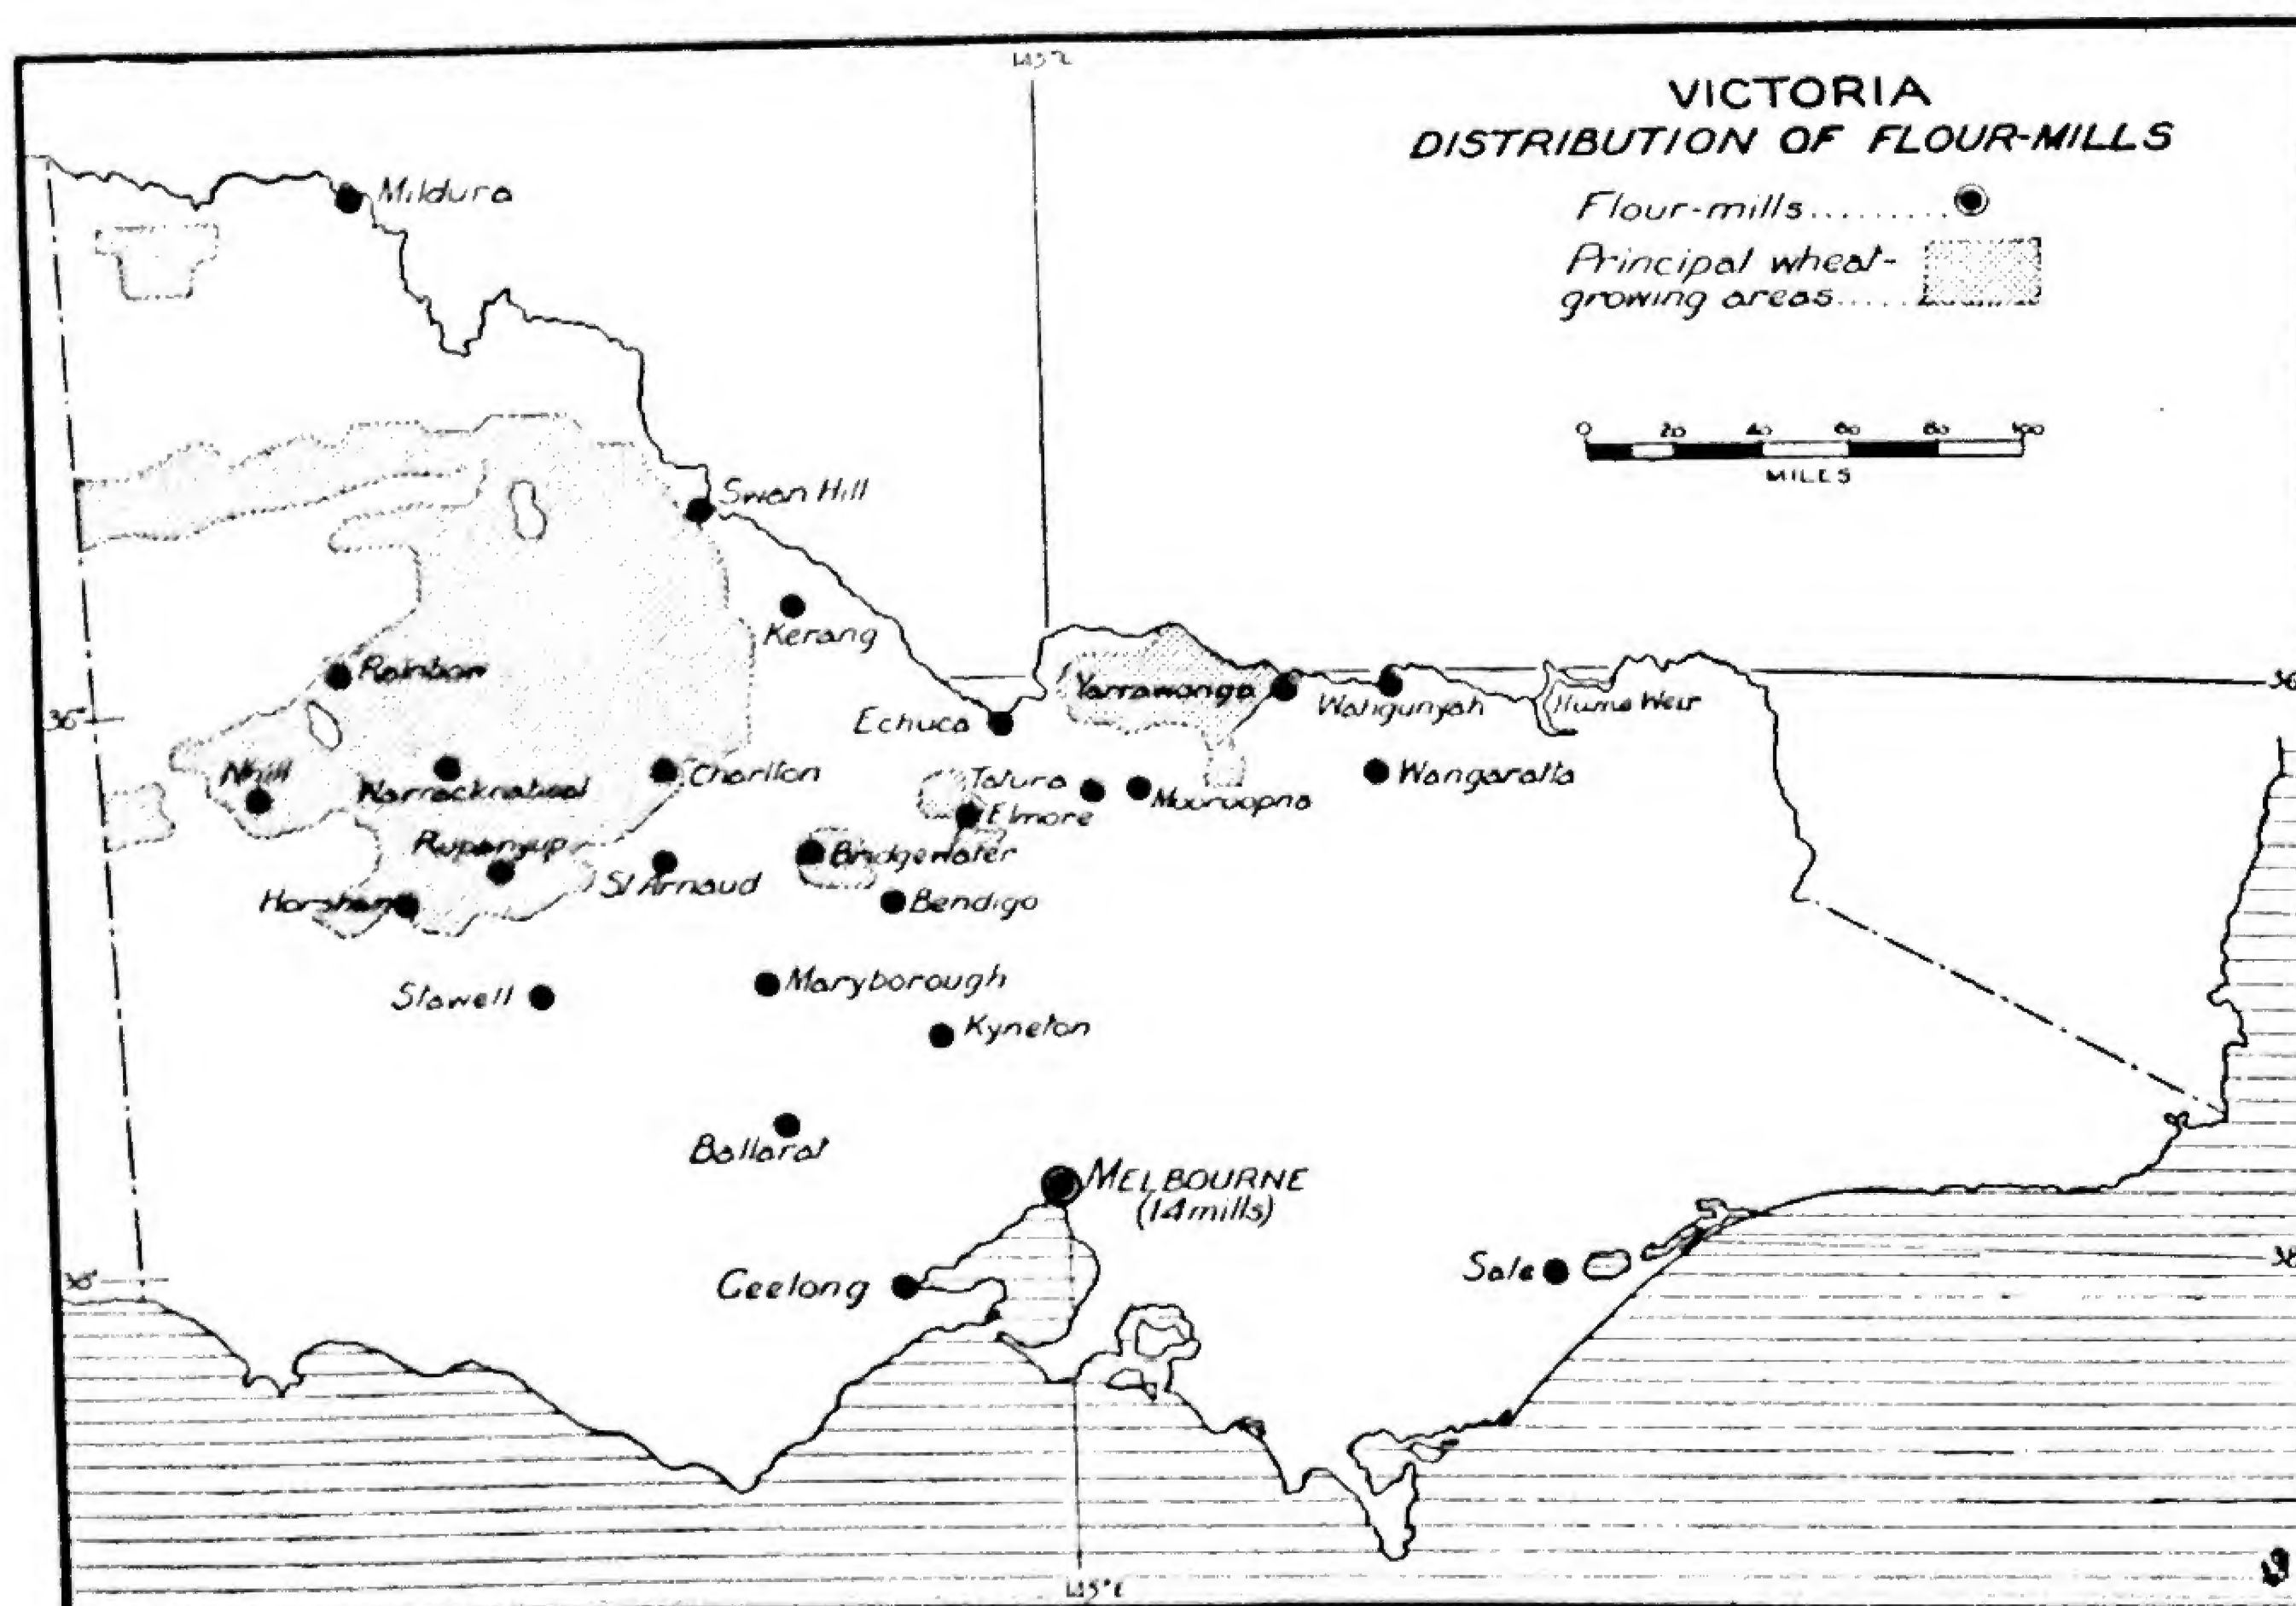 VICTORIA
DISTRIBUTION OF FLOUR-MILLS
Flour-mills.........
Principal wheat-
growing areas.....
0 20 40 60 80 100
MILES
Mildura
Swan Hill
Kerang
Rainbow
36°
Echuca
Yarrawonga
Wahgunyah
Hume Weir
Nhill
Warracknabeal
Charlton
Tatura
Elmore
Mooroopna
Wangaratta
Rupanyup
St Arnaud
Bridgewater
Horsham
Bendigo
Stawell
Maryborough
Kyneton
Ballarat
MELBOURNE
(14 mills)
Geelong
Sale
145°E